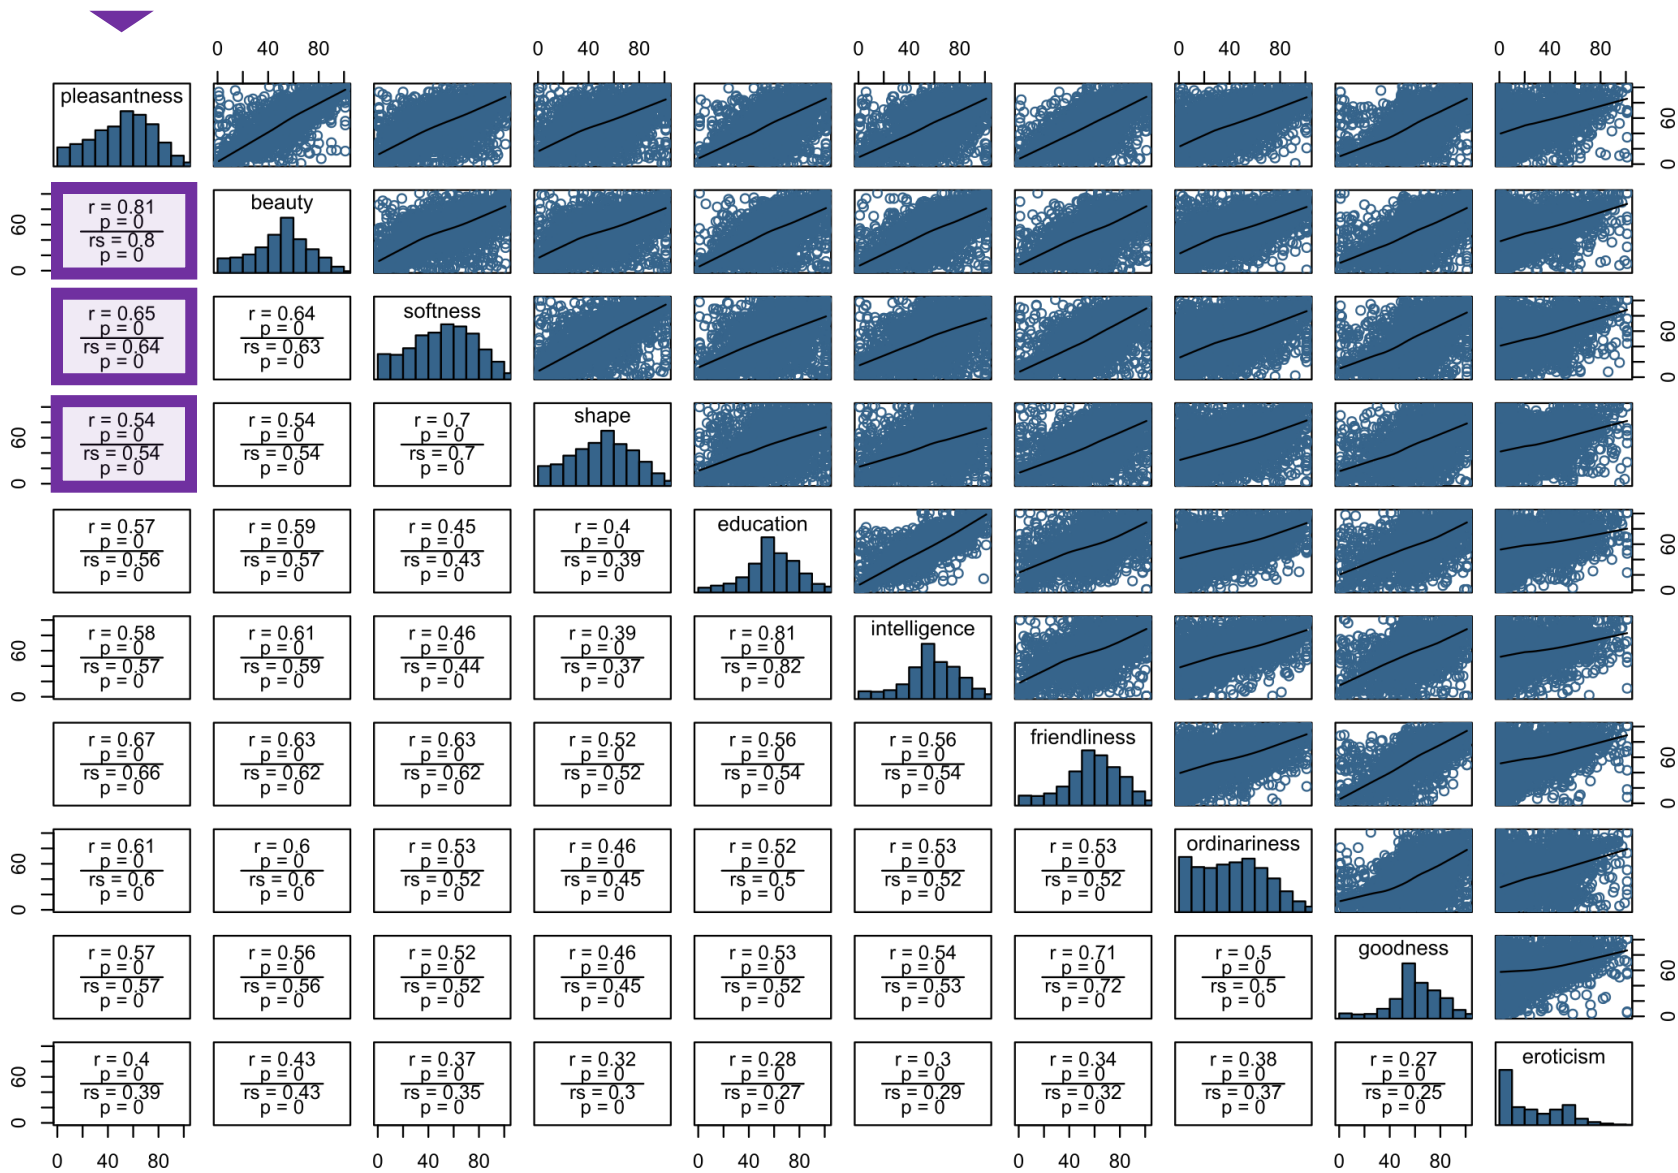 0 40 80 0 40 80 0 40 80 0 40 80 0 40 80
pleasantness
0 60
r = 0.81
p = 0
rs = 0.8
p = 0
beauty
0 60
r = 0.65
p = 0
rs = 0.64
p = 0
r = 0.64
p = 0
rs = 0.63
p = 0
softness
0 60
r = 0.54
p = 0
rs = 0.54
p = 0
r = 0.54
p = 0
rs = 0.54
p = 0
r = 0.7
p = 0
rs = 0.7
p = 0
shape
0 60
r = 0.57
p = 0
rs = 0.56
p = 0
r = 0.59
p = 0
rs = 0.57
p = 0
r = 0.45
p = 0
rs = 0.43
p = 0
r = 0.4
p = 0
rs = 0.39
p = 0
education
0 60
r = 0.58
p = 0
rs = 0.57
p = 0
r = 0.61
p = 0
rs = 0.59
p = 0
r = 0.46
p = 0
rs = 0.44
p = 0
r = 0.39
p = 0
rs = 0.37
p = 0
r = 0.81
p = 0
rs = 0.82
p = 0
intelligence
0 60
r = 0.67
p = 0
rs = 0.66
p = 0
r = 0.63
p = 0
rs = 0.62
p = 0
r = 0.63
p = 0
rs = 0.62
p = 0
r = 0.52
p = 0
rs = 0.52
p = 0
r = 0.56
p = 0
rs = 0.54
p = 0
r = 0.56
p = 0
rs = 0.54
p = 0
friendliness
0 60
r = 0.61
p = 0
rs = 0.6
p = 0
r = 0.6
p = 0
rs = 0.6
p = 0
r = 0.53
p = 0
rs = 0.52
p = 0
r = 0.46
p = 0
rs = 0.45
p = 0
r = 0.52
p = 0
rs = 0.5
p = 0
r = 0.53
p = 0
rs = 0.52
p = 0
r = 0.53
p = 0
rs = 0.52
p = 0
ordinariness
0 60
r = 0.57
p = 0
rs = 0.57
p = 0
r = 0.56
p = 0
rs = 0.56
p = 0
r = 0.52
p = 0
rs = 0.52
p = 0
r = 0.46
p = 0
rs = 0.45
p = 0
r = 0.53
p = 0
rs = 0.52
p = 0
r = 0.54
p = 0
rs = 0.53
p = 0
r = 0.71
p = 0
rs = 0.72
p = 0
r = 0.5
p = 0
rs = 0.5
p = 0
goodness
0 60
r = 0.4
p = 0
rs = 0.39
p = 0
r = 0.43
p = 0
rs = 0.43
p = 0
r = 0.37
p = 0
rs = 0.35
p = 0
r = 0.32
p = 0
rs = 0.3
p = 0
r = 0.28
p = 0
rs = 0.27
p = 0
r = 0.3
p = 0
rs = 0.29
p = 0
r = 0.34
p = 0
rs = 0.32
p = 0
r = 0.38
p = 0
rs = 0.37
p = 0
r = 0.27
p = 0
rs = 0.25
p = 0
eroticism
0 60
0 40 80 0 40 80 0 40 80 0 40 80 0 40 80